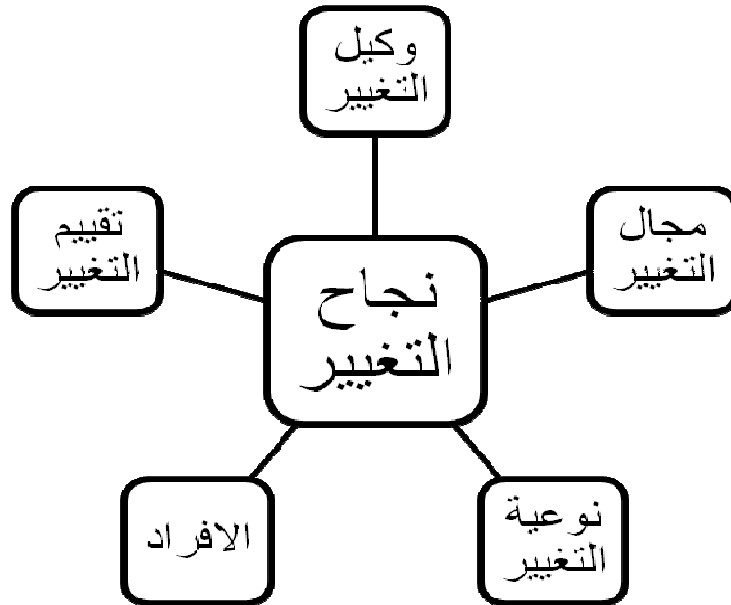 وكيل
التغيير
مجال
التغيير
تقييم
التغيير
نجاح
التغيير
نوعية
التغيير
الافراد